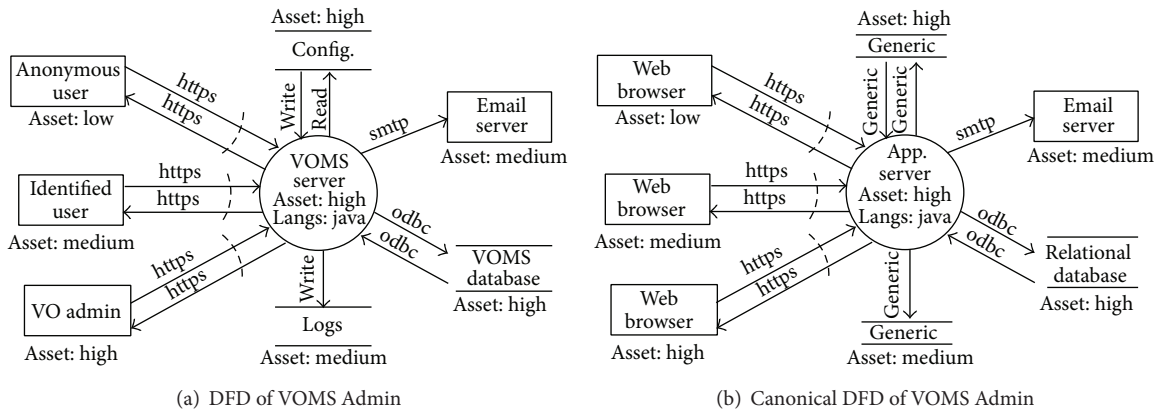 Asset: high
Config.
Anonymous
user
Asset: low
https
https
Write
Read
smtp
Email
server
Asset: medium
Identified
user
Asset: medium
https
https
VOMS
server
Asset: high
Langs: java
odbc
odbc
VOMS
database
Asset: high
VO admin
Asset: high
https
https
Write
Logs
Asset: medium
(a) DFD of VOMS Admin
Asset: high
Generic
Web
browser
Asset: low
https
https
Generic
Generic
smtp
Email
server
Asset: medium
Web
browser
Asset: medium
https
https
App.
server
Asset: high
Langs: java
odbc
odbc
Relational
database
Asset: high
Web
browser
Asset: high
https
https
Generic
Generic
Asset: medium
(b) Canonical DFD of VOMS Admin